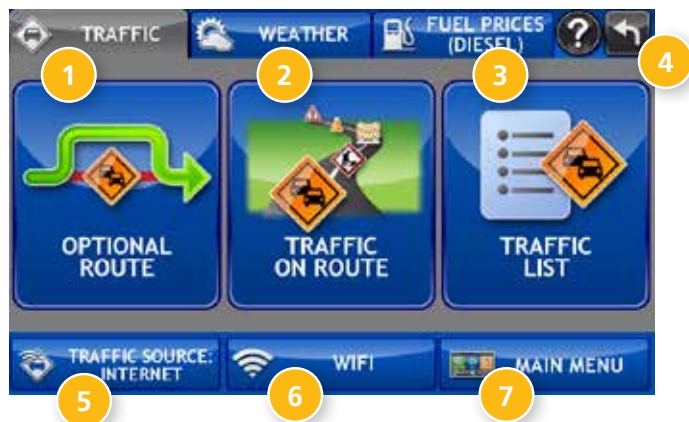 TRAFFIC
WEATHER
FUEL PRICES
(DIESEL)
?
1
2
3
4
OPTIONAL
ROUTE
TRAFFIC
ON ROUTE
TRAFFIC
LIST
TRAFFIC SOURCE:
INTERNET
WIFI
MAIN MENU
5
6
7